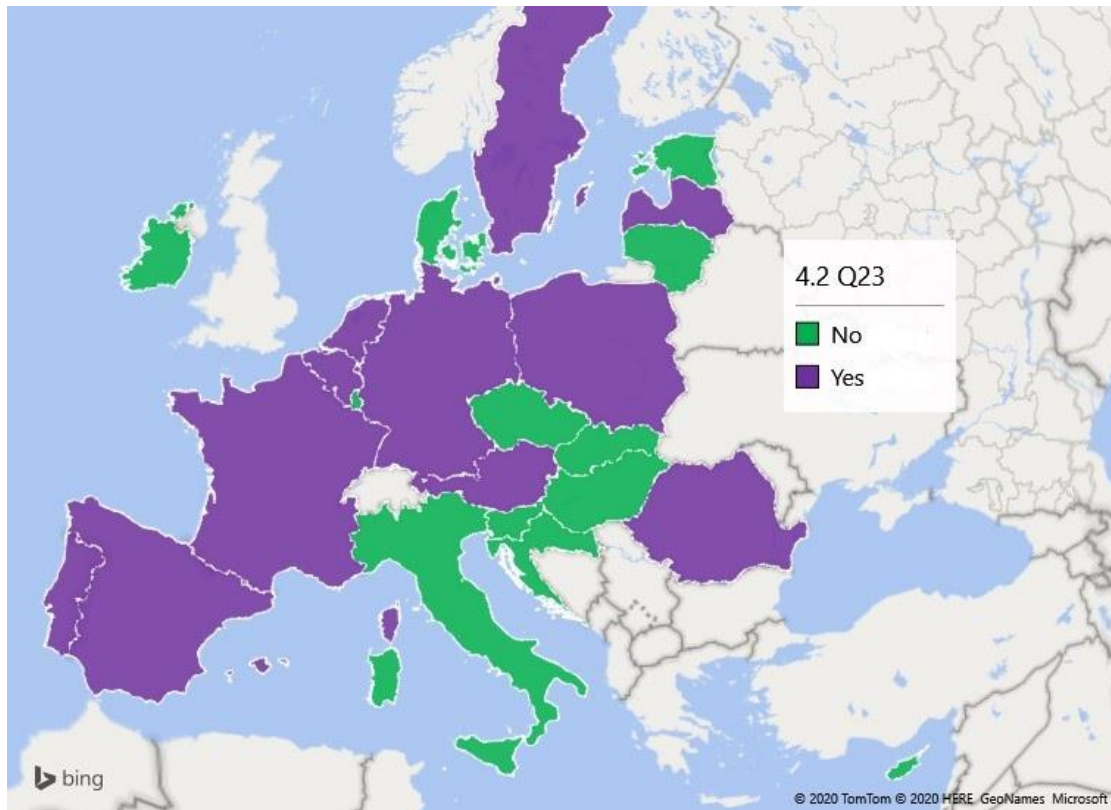 4.2 Q23
No
Yes
bing
© 2020 TomTom © 2020 HERE, GeoNames, Microsoft